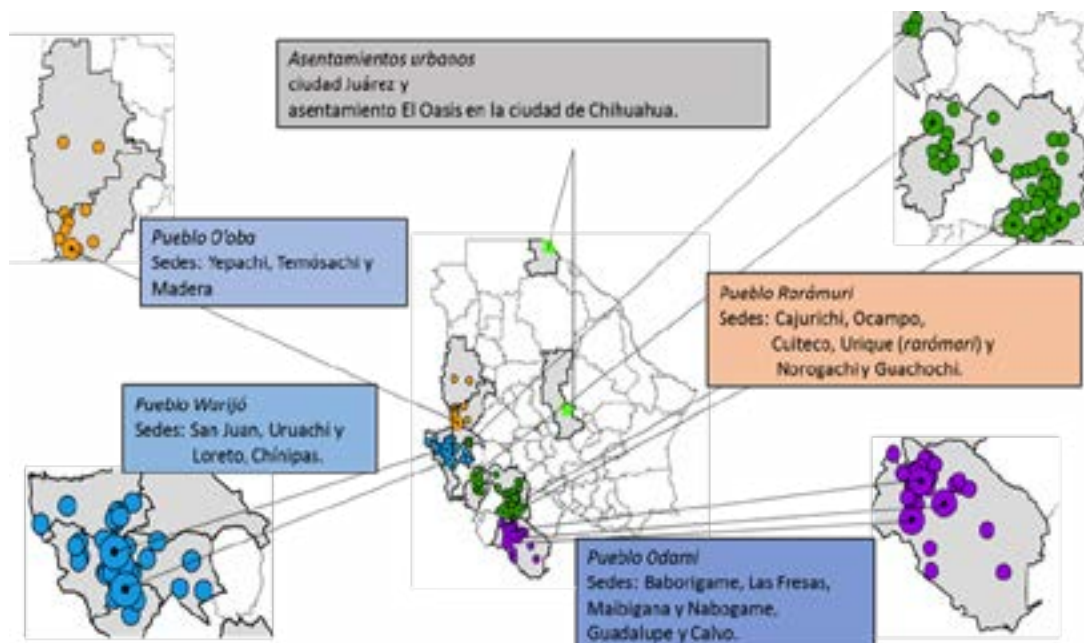 Asentamientos urbanos
ciudad Juárez y
asentamiento El Oasis en la ciudad de Chihuahua.
Pueblo O'oba
Sedes: Yepachi, Temósachi y
Madera
Pueblo Rarámuri
Sedes: Cajurichi, Ocampo,
Cuiteco, Urique (rarómari) y
Norogachi y Guachochi.
Pueblo Warijó
Sedes: San Juan, Uruachi y
Loreto, Chínipas.
Pueblo Odami
Sedes: Baborigame, Las Fresas,
Maibigana y Nabogame,
Guadalupe y Calvo.